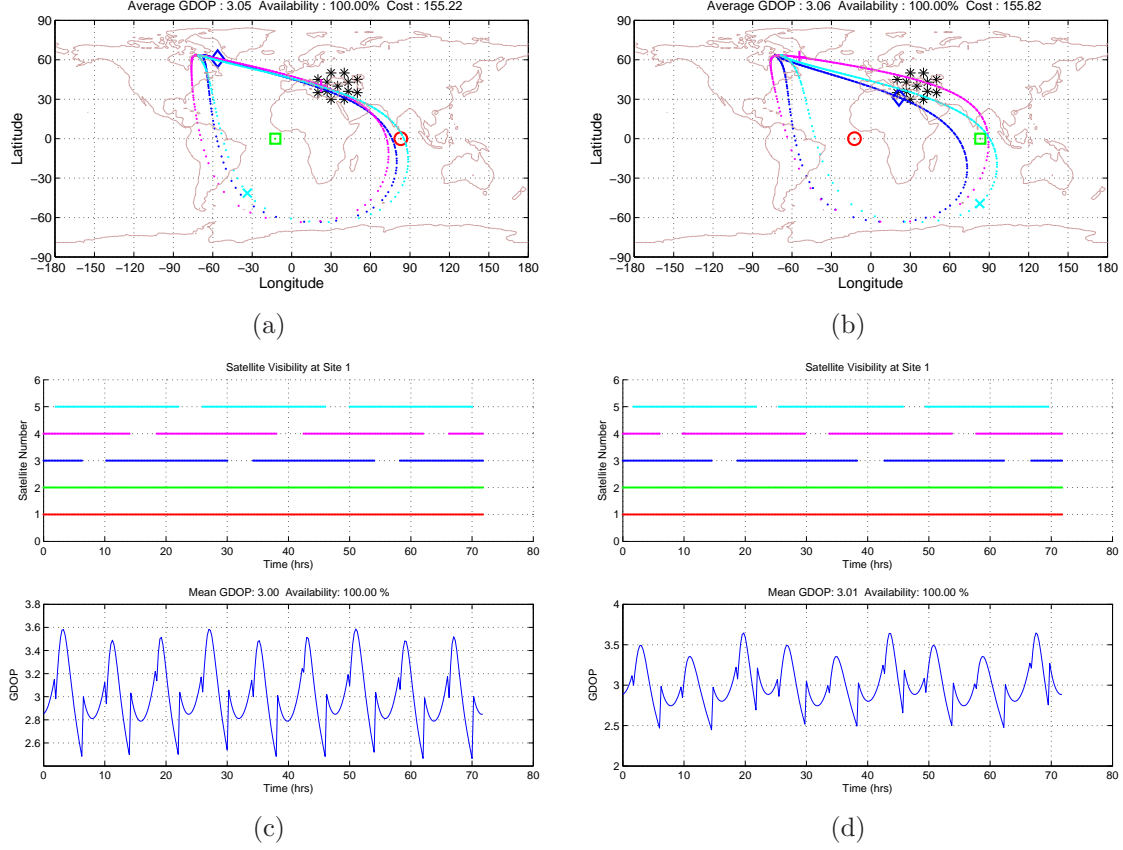 Average GDOP : 3.05 Availability : 100.00% Cost : 155.22
90
60
30
0
−30
−60
−90
Latitude
−180 −150 −120 −90 −60 −30 0 30 60 90 120 150 180
Longitude
(a)
Average GDOP : 3.06 Availability : 100.00% Cost : 155.82
90
60
30
0
−30
−60
−90
Latitude
−180 −150 −120 −90 −60 −30 0 30 60 90 120 150 180
Longitude
(b)
Satellite Visibility at Site 1
6
5
4
3
2
1
0
Satellite Number
0 10 20 30 40 50 60 70 80
Time (hrs)
Mean GDOP: 3.00 Availability: 100.00 %
3.8
3.6
3.4
3.2
3
2.8
2.6
GDOP
0 10 20 30 40 50 60 70 80
Time (hrs)
(c)
Satellite Visibility at Site 1
6
5
4
3
2
1
0
Satellite Number
0 10 20 30 40 50 60 70 80
Time (hrs)
Mean GDOP: 3.01 Availability: 100.00 %
4
3.5
3
2.5
2
GDOP
0 10 20 30 40 50 60 70 80
Time (hrs)
(d)